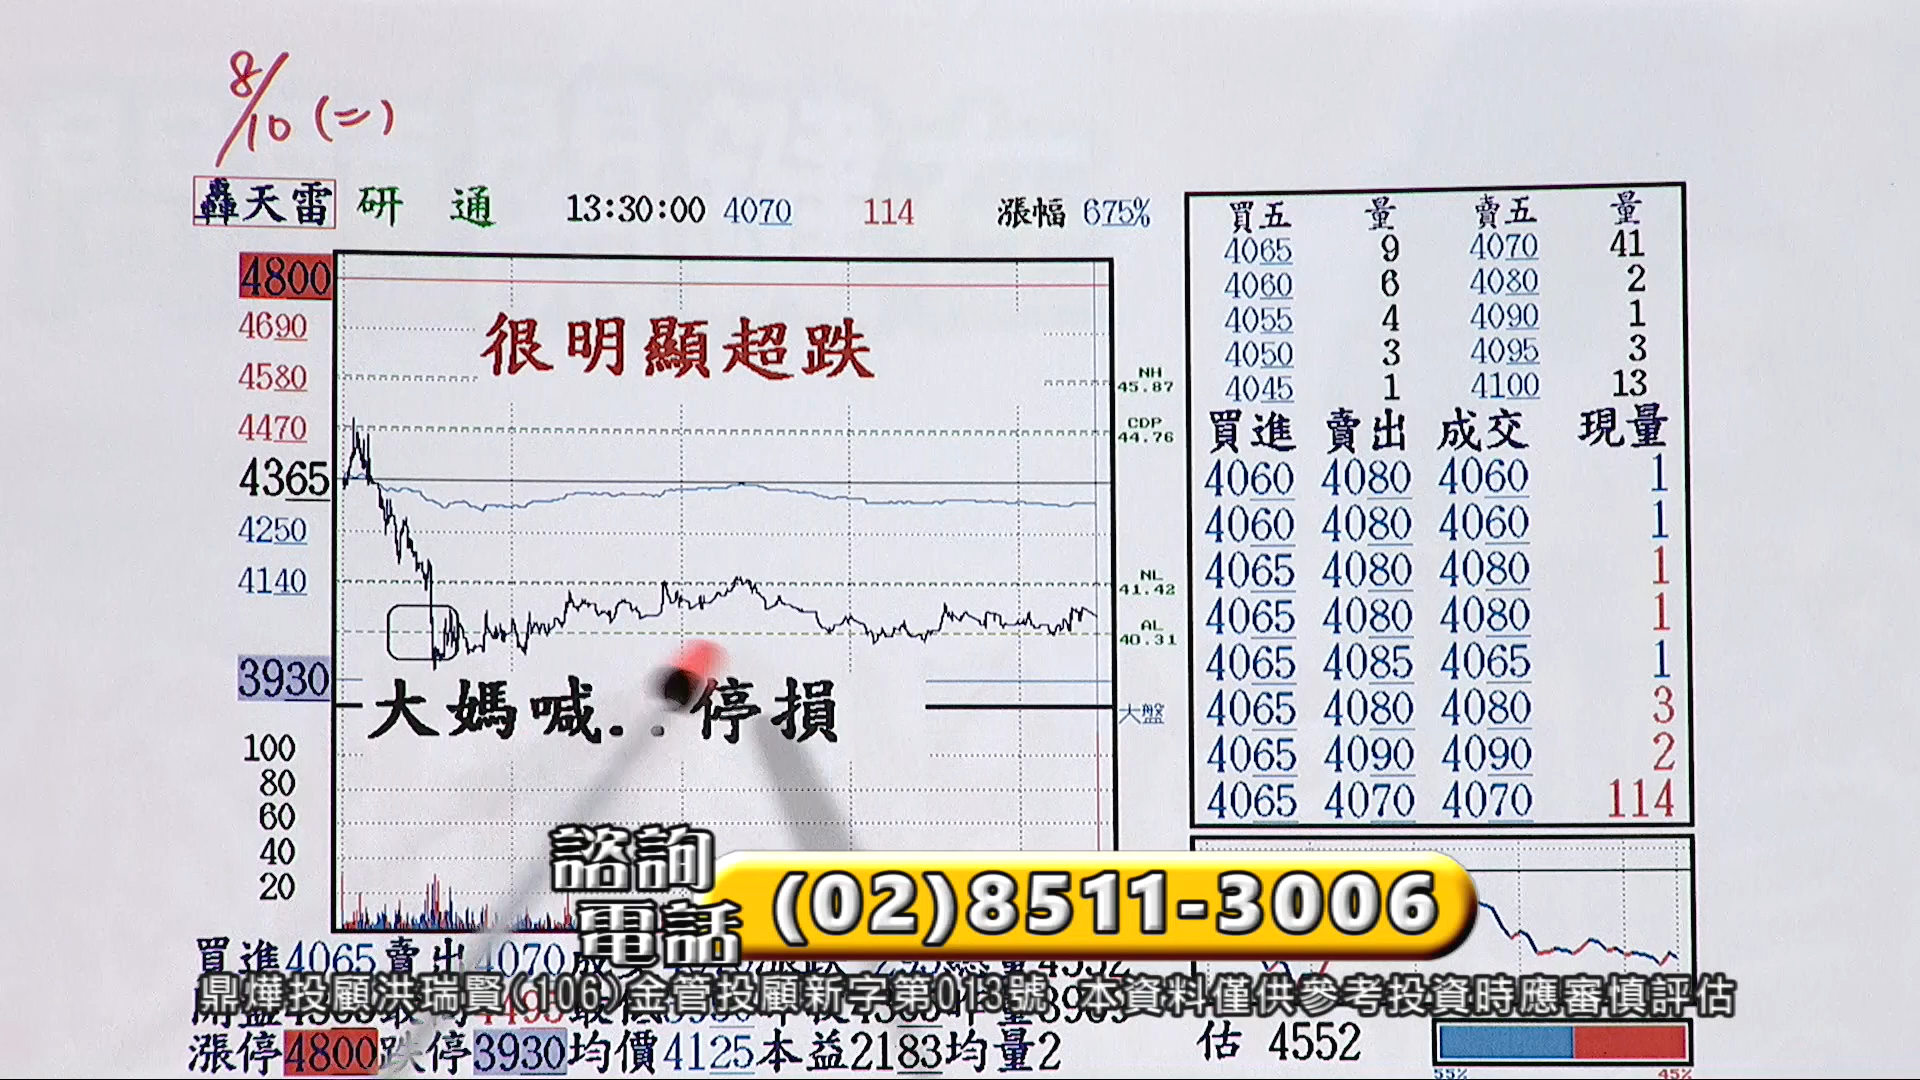 8/10 (二)
轟天雷 研 通 13:30:00 4070 114 漲幅 675%
4800
4690
4580
4470
4365
4250
4140
3930
100
80
60
40
20
很明顯超跌
大媽喊..停損
NH
45.87
CDP
44.76
NL
41.42
AL
40.31
大盤
買五 量 賣五 量
4065 9 4070 41
4060 6 4080 2
4055 4 4090 1
4050 3 4095 3
4045 1 4100 13
買進 賣出 成交 現量
4060 4080 4060 1
4060 4080 4060 1
4065 4080 4080 1
4065 4080 4080 1
4065 4085 4065 1
4065 4080 4080 3
4065 4090 4090 2
4065 4070 4070 114
諮詢
電話
(02)8511-3006
買進4065賣出4070
鼎燁投顧洪瑞賢(106)金管投顧新字第013號 本資料僅供參考投資時應審慎評估
漲停4800跌停3930均價4125本益2183均量2
估 4552
55% 45%